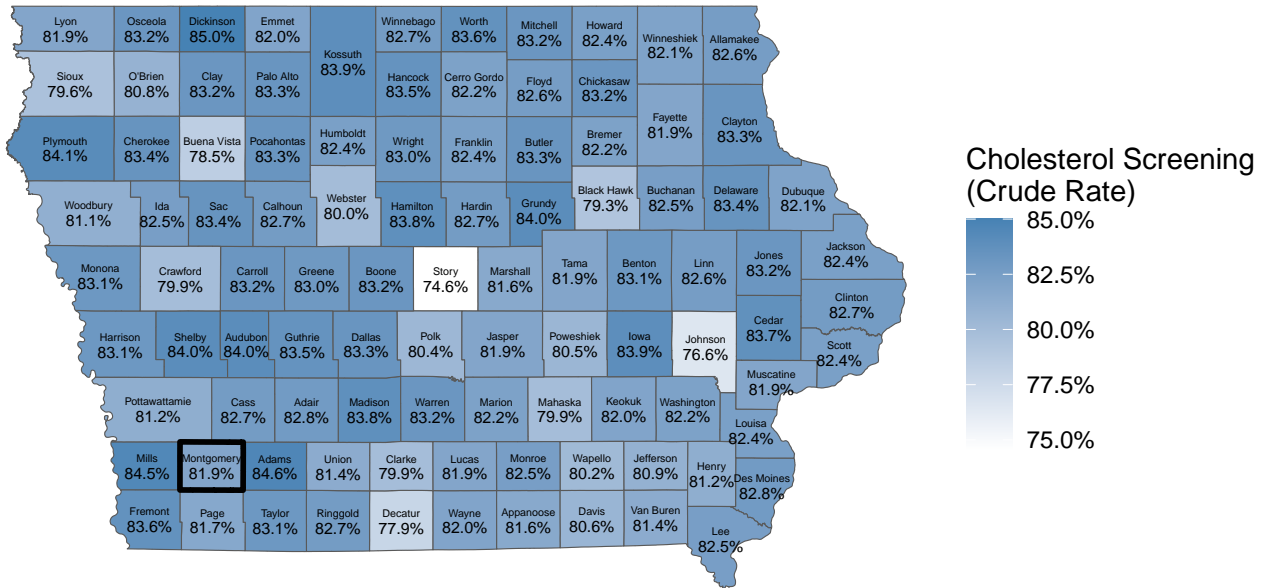 Lyon
81.9%
Osceola
83.2%
Dickinson
85.0%
Emmet
82.0%
Kossuth
83.9%
Winnebago
82.7%
Worth
83.6%
Mitchell
83.2%
Howard
82.4%
Winneshiek
82.1%
Allamakee
82.6%
Sioux
79.6%
O'Brien
80.8%
Clay
83.2%
Palo Alto
83.3%
Hancock
83.5%
Cerro Gordo
82.2%
Floyd
82.6%
Chickasaw
83.2%
Fayette
81.9%
Clayton
83.3%
Plymouth
84.1%
Cherokee
83.4%
Buena Vista
78.5%
Pocahontas
83.3%
Humboldt
82.4%
Wright
83.0%
Franklin
82.4%
Butler
83.3%
Bremer
82.2%
Woodbury
81.1%
Ida
82.5%
Sac
83.4%
Calhoun
82.7%
Webster
80.0%
Hamilton
83.8%
Hardin
82.7%
Grundy
84.0%
Black Hawk
79.3%
Buchanan
82.5%
Delaware
83.4%
Dubuque
82.1%
Monona
83.1%
Crawford
79.9%
Carroll
83.2%
Greene
83.0%
Boone
83.2%
Story
74.6%
Marshall
81.6%
Tama
81.9%
Benton
83.1%
Linn
82.6%
Jones
83.2%
Jackson
82.4%
Clinton
82.7%
Harrison
83.1%
Shelby
84.0%
Audubon
84.0%
Guthrie
83.5%
Dallas
83.3%
Polk
80.4%
Jasper
81.9%
Poweshiek
80.5%
Iowa
83.9%
Johnson
76.6%
Cedar
83.7%
Scott
82.4%
Muscatine
81.9%
Pottawattamie
81.2%
Cass
82.7%
Adair
82.8%
Madison
83.8%
Warren
83.2%
Marion
82.2%
Mahaska
79.9%
Keokuk
82.0%
Washington
82.2%
Louisa
82.4%
Mills
84.5%
Montgomery
81.9%
Adams
84.6%
Union
81.4%
Clarke
79.9%
Lucas
81.9%
Monroe
82.5%
Wapello
80.2%
Jefferson
80.9%
Henry
81.2%
Des Moines
82.8%
Fremont
83.6%
Page
81.7%
Taylor
83.1%
Ringgold
82.7%
Decatur
77.9%
Wayne
82.0%
Appanoose
81.6%
Davis
80.6%
Van Buren
81.4%
Lee
82.5%
Cholesterol Screening
(Crude Rate)
85.0%
82.5%
80.0%
77.5%
75.0%